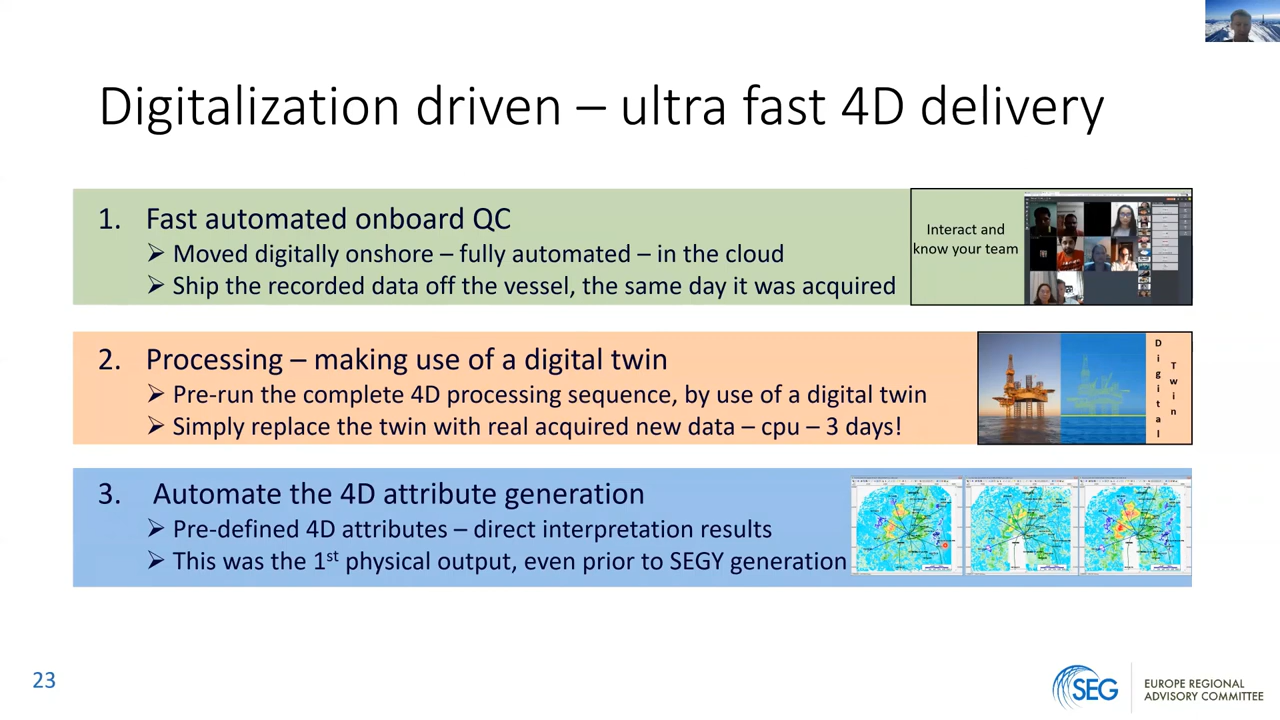 Digitalization driven – ultra fast 4D delivery
1. Fast automated onboard QC
➢ Moved digitally onshore – fully automated – in the cloud
➢ Ship the recorded data off the vessel, the same day it was acquired
Interact and
know your team
2. Processing – making use of a digital twin
➢ Pre-run the complete 4D processing sequence, by use of a digital twin
➢ Simply replace the twin with real acquired new data – cpu – 3 days!
Digital
Twin
3. Automate the 4D attribute generation
➢ Pre-defined 4D attributes – direct interpretation results
➢ This was the 1st physical output, even prior to SEGY generation
23
SEG
EUROPE REGIONAL
ADVISORY COMMITTEE